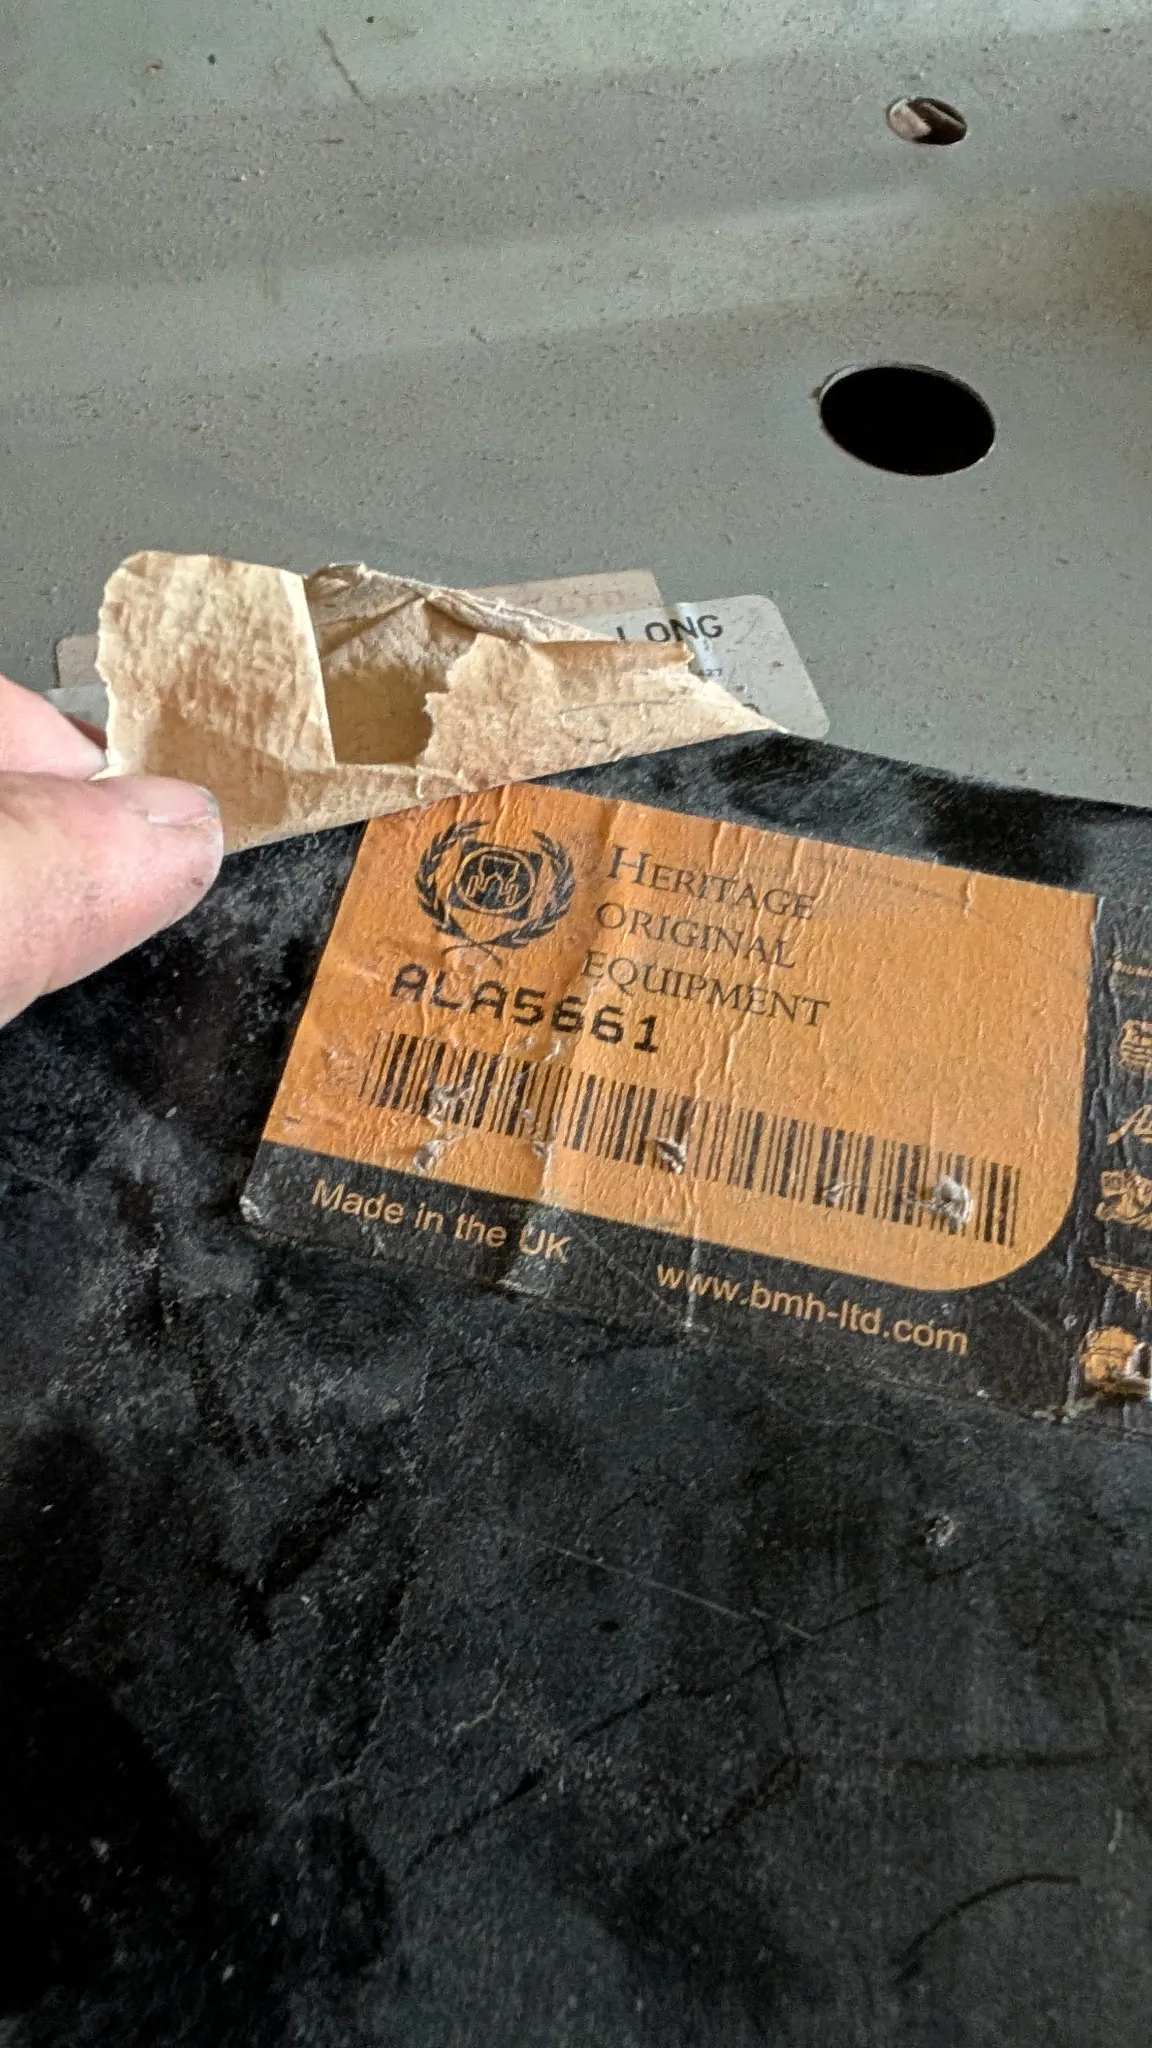 LONG
HERITAGE
ORIGINAL
EQUIPMENT
ALA5661
Made in the UK
www.bmh-ltd.com